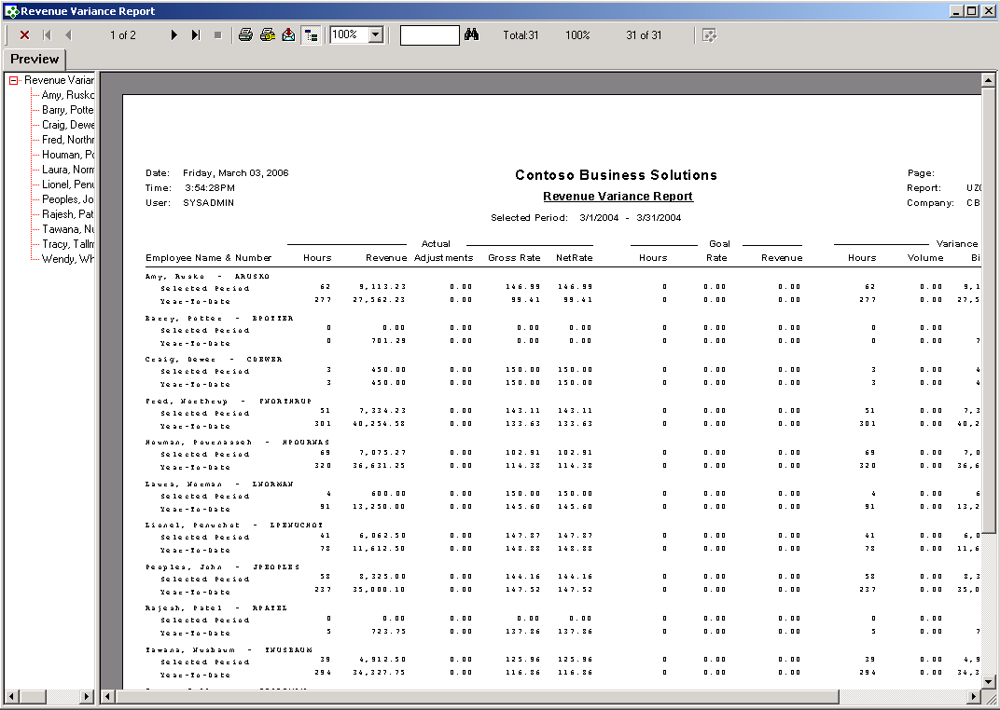 Revenue Variance Report
1 of 2 100% Total:31 100% 31 of 31
Preview
Revenue Varian
Amy, Rusko
Barry, Potte
Craig, Dewe
Fred, Northr
Houman, Po
Laura, Norm
Lionel, Penu
Peoples, Jo
Rajesh, Pat
Tawana, Nu
Tracy, Tallm
Wendy, Wh
Date: Friday, March 03, 2006 Contoso Business Solutions Page:
Time: 3:54:28PM Revenue Variance Report Report: UZ
User: SYSADMIN Company: CB
Selected Period: 3/1/2004 - 3/31/2004
Actual Goal Variance
Employee Name & Number Hours Revenue Adjustments Gross Rate NetRate Hours Rate Revenue Hours Volume Bi
Amy, Rusko - ARUSKO
Selected Period 62 9,113.23 0.00 146.99 146.99 0 0.00 0.00 62 0.00 9,1
Year-To-Date 277 27,562.23 0.00 99.41 99.41 0 0.00 0.00 277 0.00 27,5
Barry, Potter - BPOTTER
Selected Period 0 0.00 0.00 0.00 0.00 0 0.00 0.00 0 0.00
Year-To-Date 0 701.29 0.00 0.00 0.00 0 0.00 0.00 0 0.00 7
Craig, Dewer - CDEWER
Selected Period 3 450.00 0.00 150.00 150.00 0 0.00 0.00 3 0.00 4
Year-To-Date 3 450.00 0.00 150.00 150.00 0 0.00 0.00 3 0.00 4
Fred, Northrup - FNORTHRUP
Selected Period 51 7,334.23 0.00 143.11 143.11 0 0.00 0.00 51 0.00 7,3
Year-To-Date 301 40,254.58 0.00 133.63 133.63 0 0.00 0.00 301 0.00 40,2
Houman, Pournasseh - HPOURNAS
Selected Period 69 7,075.27 0.00 102.91 102.91 0 0.00 0.00 69 0.00 7,0
Year-To-Date 320 36,631.25 0.00 114.38 114.38 0 0.00 0.00 320 0.00 36,6
Laura, Norman - LNORMAN
Selected Period 4 600.00 0.00 150.00 150.00 0 0.00 0.00 4 0.00 6
Year-To-Date 91 13,250.00 0.00 145.60 145.60 0 0.00 0.00 91 0.00 13,2
Lionel, Penuchot - LPENUCHOT
Selected Period 41 6,062.50 0.00 147.87 147.87 0 0.00 0.00 41 0.00 6,0
Year-To-Date 78 11,612.50 0.00 148.88 148.88 0 0.00 0.00 78 0.00 11,6
Peoples, John - JPEOPLES
Selected Period 58 8,325.00 0.00 144.16 144.16 0 0.00 0.00 58 0.00 8,3
Year-To-Date 237 35,000.10 0.00 147.52 147.52 0 0.00 0.00 237 0.00 35,0
Rajesh, Patel - RPATEL
Selected Period 0 0.00 0.00 0.00 0.00 0 0.00 0.00 0 0.00
Year-To-Date 5 723.75 0.00 137.86 137.86 0 0.00 0.00 5 0.00 7
Tawana, Nusbaum - TNUSBAUM
Selected Period 39 4,912.50 0.00 125.96 125.96 0 0.00 0.00 39 0.00 4,9
Year-To-Date 294 34,327.75 0.00 116.86 116.86 0 0.00 0.00 294 0.00 34,3